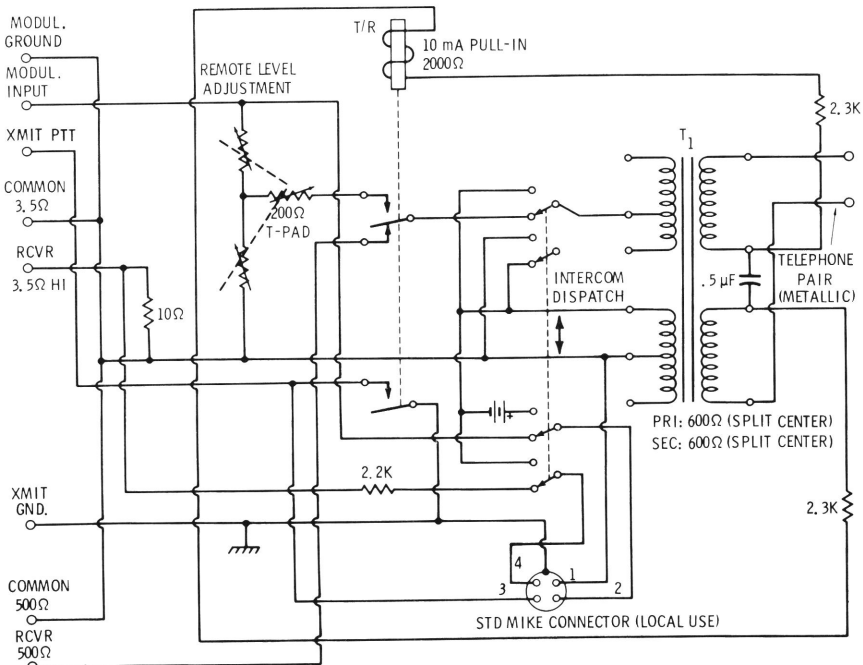 MODUL.
GROUND
MODUL.
INPUT
XMIT PTT
COMMON
3.5Ω
RCVR
3.5Ω HI
10Ω
XMIT
GND.
COMMON
500Ω
RCVR
500Ω
REMOTE LEVEL
ADJUSTMENT
200Ω
T-PAD
T/R
10 mA PULL-IN
2000Ω
2.3K
T1
INTERCOM
DISPATCH
.5 µF
TELEPHONE
PAIR
(METALLIC)
+
PRI: 600Ω (SPLIT CENTER)
SEC: 600Ω (SPLIT CENTER)
2.2K
2.3K
4
1
3
2
STD MIKE CONNECTOR (LOCAL USE)